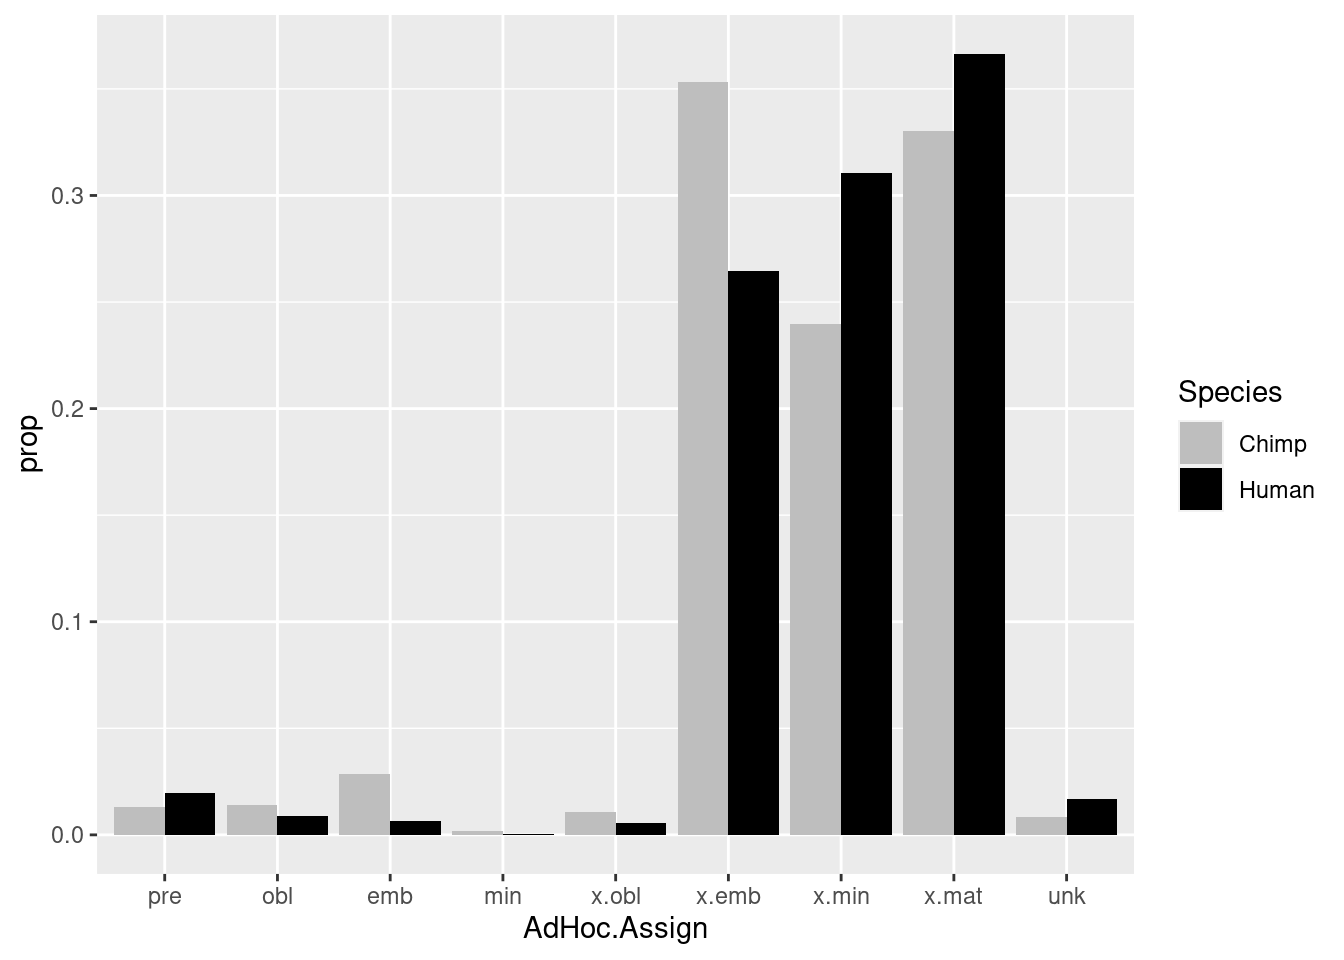 0.3
0.2
0.1
0.0
prop
pre obl emb min x.obl x.emb x.min x.mat unk
AdHoc.Assign
Species
Chimp
Human